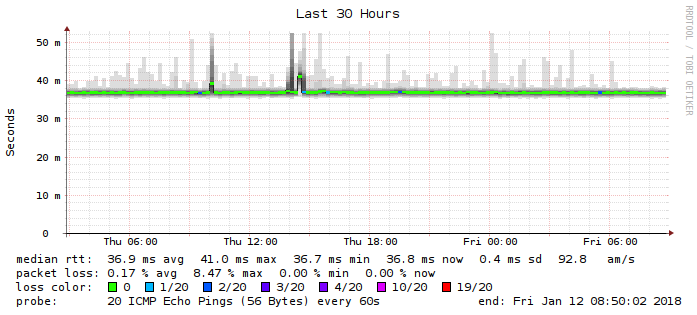 Last 30 Hours
RRDTOOL / TOBI OETIKER
Seconds
50 m
40 m
30 m
20 m
10 m
0
Thu 06:00 Thu 12:00 Thu 18:00 Fri 00:00 Fri 06:00
median rtt: 36.9 ms avg 41.0 ms max 36.7 ms min 36.8 ms now 0.4 ms sd 92.8 am/s
packet loss: 0.17 % avg 8.47 % max 0.00 % min 0.00 % now
loss color: 0 1/20 2/20 3/20 4/20 10/20 19/20
probe: 20 ICMP Echo Pings (56 Bytes) every 60s end: Fri Jan 12 08:50:02 2018